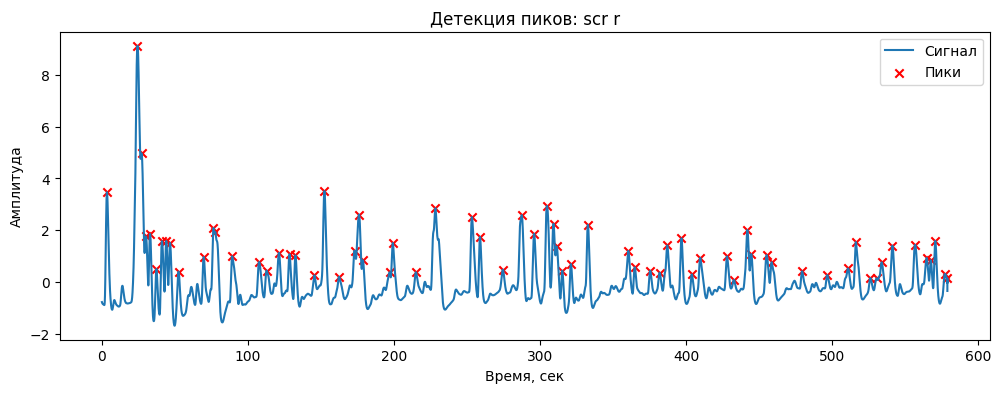 Детекция пиков: scr r
Сигнал
Пики
Амплитуда
8
6
4
2
0
−2
0 100 200 300 400 500 600
Время, сек